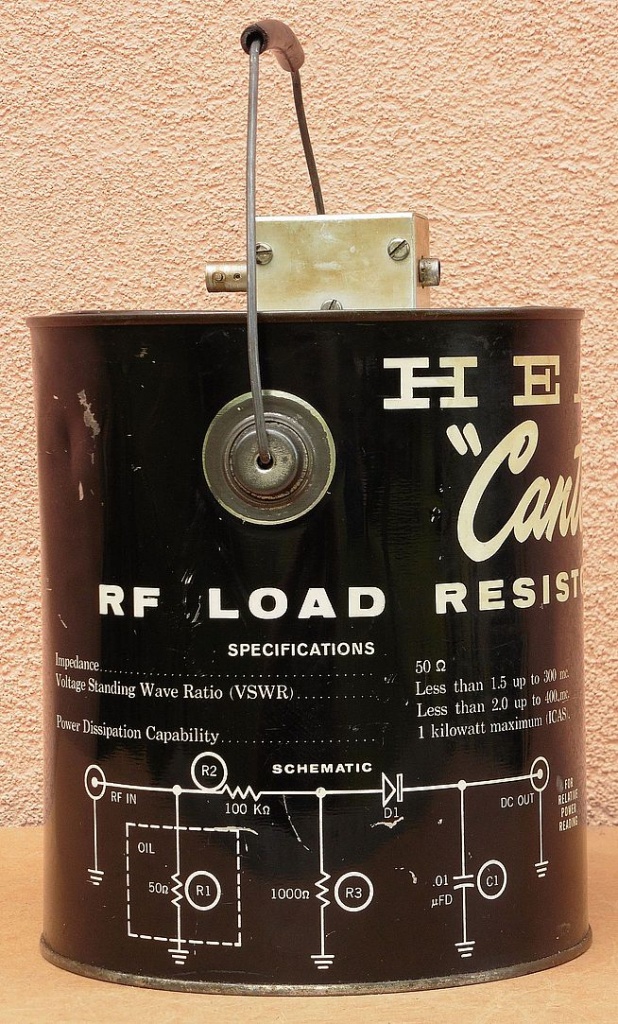 HE
"Cant
RF LOAD RESIST
SPECIFICATIONS
Impedance.................... 50 Ω
Voltage Standing Wave Ratio (VSWR)............ Less than 1.5 up to 300 mc.
Less than 2.0 up to 400 mc.
Power Dissipation Capability.................... 1 kilowatt maximum (ICAS).
SCHEMATIC
R2
RF IN
100 KΩ
D1
DC OUT
FOR
RELATIVE
POWER
READING
OIL
50Ω R1
1000Ω R3
.01
µFD
C1